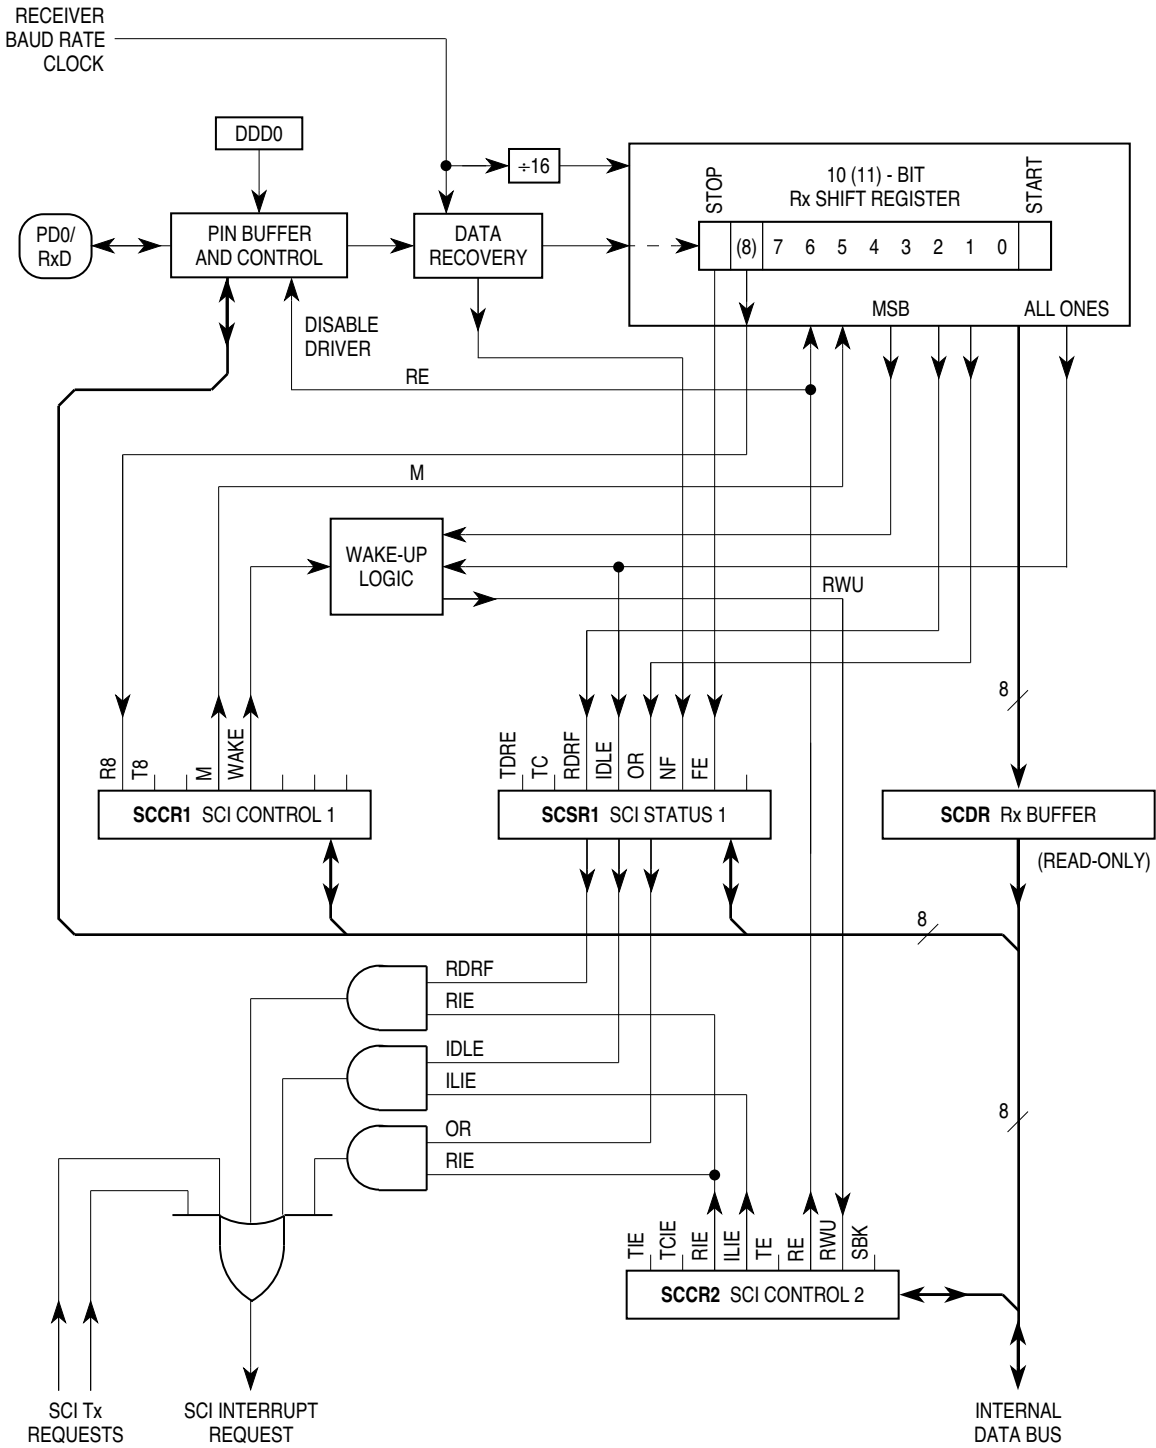 RECEIVER
BAUD RATE
CLOCK
DDD0
÷16
STOP
10 (11) - BIT
Rx SHIFT REGISTER
START
PD0/
RxD
PIN BUFFER
AND CONTROL
DATA
RECOVERY
(8) 7 6 5 4 3 2 1 0
DISABLE
DRIVER
MSB
ALL ONES
RE
M
WAKE-UP
LOGIC
RWU
8
R8
T8
M
WAKE
TDRE
TC
RDRF
IDLE
OR
NF
FE
SCCR1 SCI CONTROL 1
SCSR1 SCI STATUS 1
SCDR Rx BUFFER
(READ-ONLY)
8
RDRF
RIE
IDLE
ILIE
8
OR
RIE
TIE
TCIE
RIE
ILIE
TE
RE
RWU
SBK
SCCR2 SCI CONTROL 2
SCI Tx
REQUESTS
SCI INTERRUPT
REQUEST
INTERNAL
DATA BUS